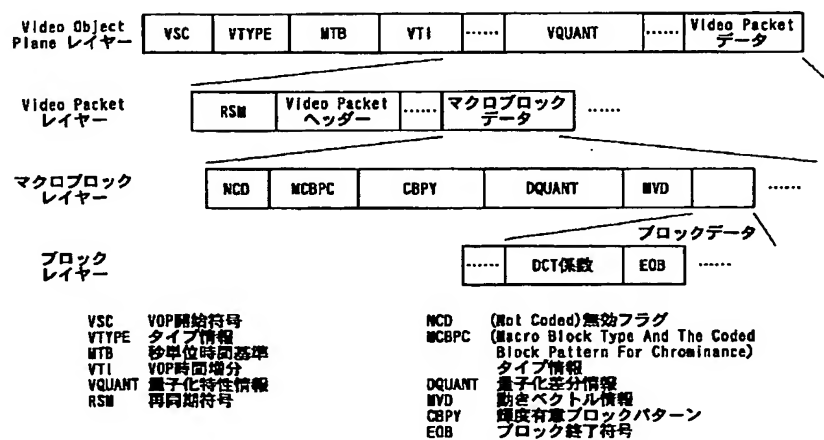 Video Object
Plane レイヤー
VSC VTYPE MTB VTI ...... VQUANT ...... Video Packet
データ
Video Packet
レイヤー
RSM Video Packet
ヘッダー ...... マクロブロック
データ ......
マクロブロック
レイヤー
NCD MCBPC CBPY DQUANT MVD ......
ブロックデータ
ブロック
レイヤー
...... DCT係数 EOB ......
VSC VOP開始符号
VTYPE タイプ情報
MTB 秒単位時間基準
VTI VOP時間増分
VQUANT 量子化特性情報
RSM 再同期符号
NCD (Not Coded)無効フラグ
MCBPC (Macro Block Type And The Coded
Block Pattern For Chrominance)
タイプ情報
DQUANT 量子化差分情報
MVD 動きベクトル情報
CBPY 輝度有意ブロックパターン
EOB ブロック終了符号